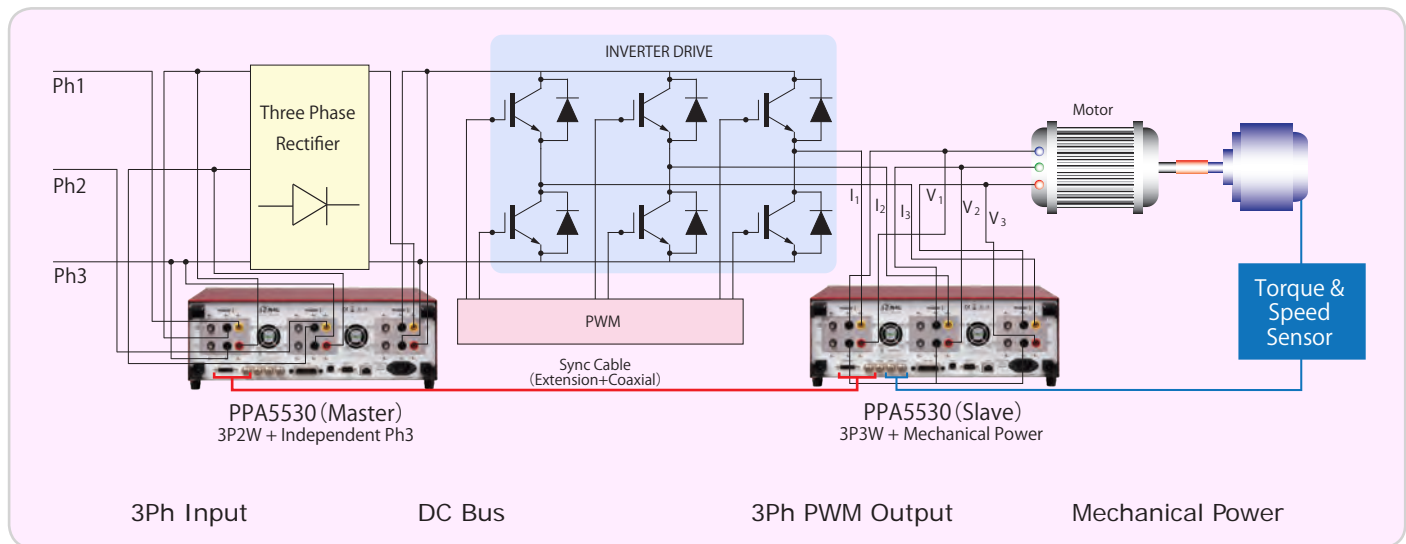 INVERTER DRIVE
Ph1
Ph2
Ph3
Three Phase
Rectifier
Motor
I1
I2
I3
V1
V2
V3
PWM
Torque &
Speed
Sensor
Sync Cable
(Extension+Coaxial)
PPA5530(Master)
3P2W + Independent Ph3
PPA5530(Slave)
3P3W + Mechanical Power
3Ph Input
DC Bus
3Ph PWM Output
Mechanical Power